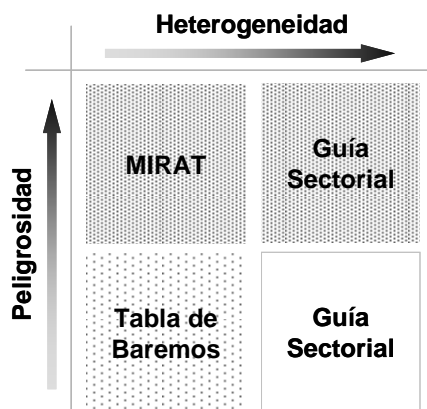 Heterogeneidad
Peligrosidad
MIRAT
Guía
Sectorial
Tabla de
Baremos
Guía
Sectorial